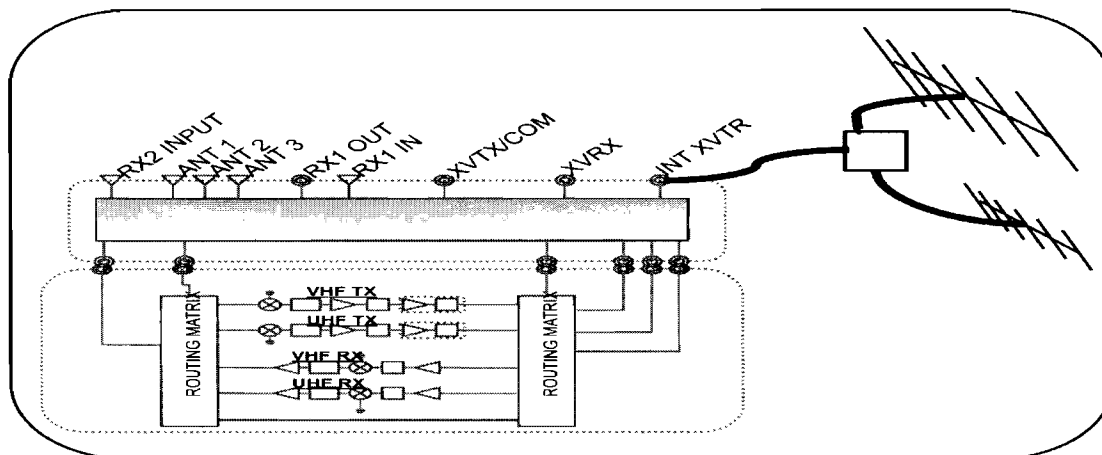 RX2 INPUT
ANT 1
ANT 2
ANT 3
RX1 OUT
RX1 IN
XVTX/COM
XVRX
INT XVTR
ROUTING MATRIX
VHF TX
UHF TX
VHF RX
UHF RX
ROUTING MATRIX